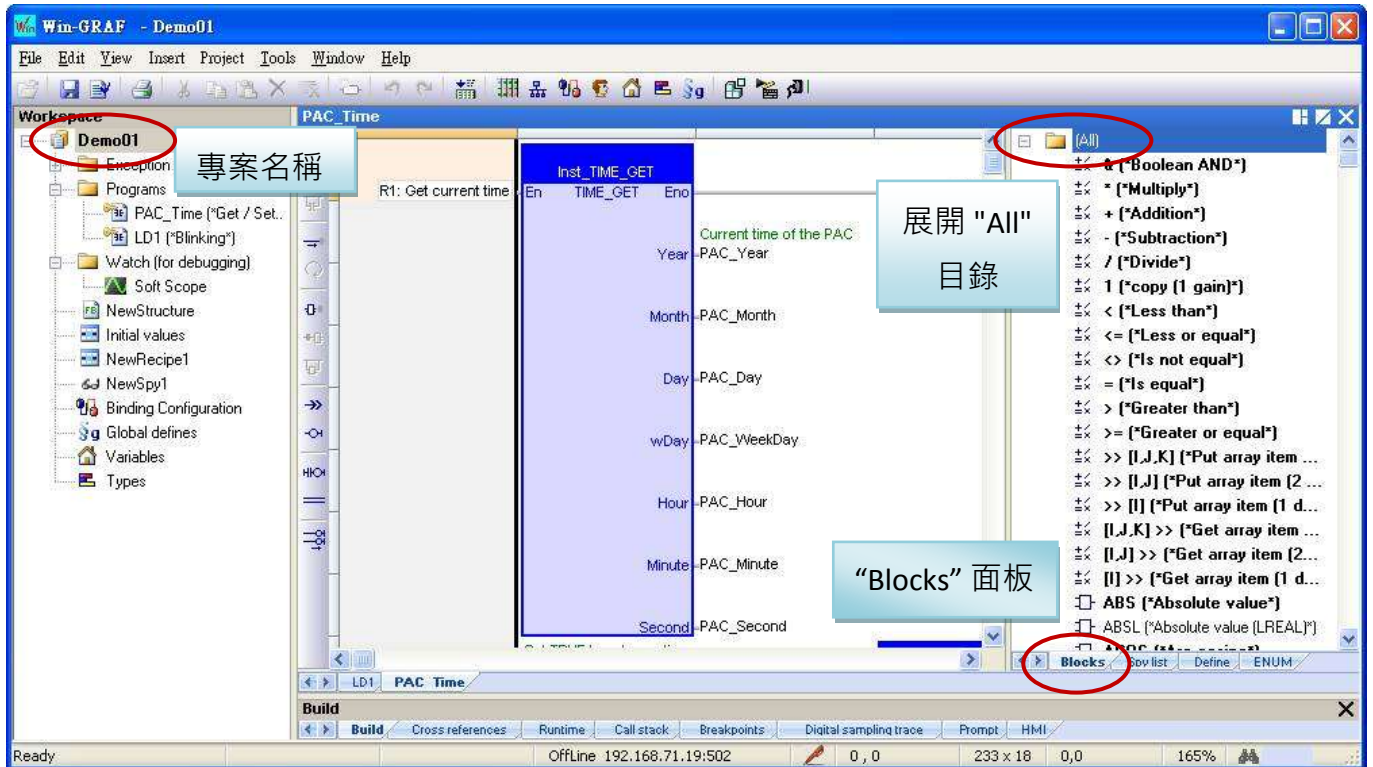 Win-GRAF - Demo01
File Edit View Insert Project Tools Window Help
Workspace
Demo01
Exception
Programs
PAC_Time (*Get / Set..
LD1 (*Blinking*)
Watch (for debugging)
Soft Scope
NewStructure
Initial values
NewRecipe1
NewSpy1
Binding Configuration
Global defines
Variables
Types
專案名稱
PAC_Time
R1: Get current time
Inst_TIME_GET
En TIME_GET Eno
Current time of the PAC
Year PAC_Year
Month PAC_Month
Day PAC_Day
wDay PAC_WeekDay
Hour PAC_Hour
Minute PAC_Minute
Second PAC_Second
展開 "All"
目錄
“Blocks” 面板
(All)
& (*Boolean AND*)
* (*Multiply*)
+ (*Addition*)
- (*Subtraction*)
/ (*Divide*)
1 (*copy (1 gain)*)
< (*Less than*)
<= (*Less or equal*)
<> (*Is not equal*)
= (*Is equal*)
> (*Greater than*)
>= (*Greater or equal*)
>> [I,J,K] (*Put array item ...
>> [I,J] (*Put array item (2 ...
>> [I] (*Put array item (1 d...
[I,J,K] >> (*Get array item ...
[I,J] >> (*Get array item (2...
[I] >> (*Get array item (1 d...
ABS (*Absolute value*)
ABSL (*Absolute value (LREAL)*)
Blocks Spy list Define ENUM
LD1 PAC_Time
Build
Build Cross references Runtime Call stack Breakpoints Digital sampling trace Prompt HMI
Ready OffLine 192.168.71.19:502 0 , 0 233 x 18 0,0 165%